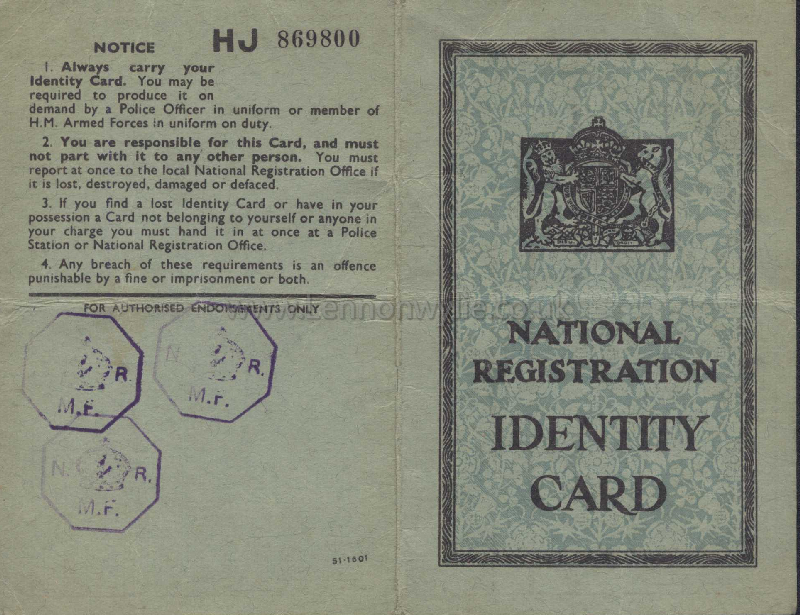 NOTICE HJ 869800
1. Always carry your
Identity Card. You may be
required to produce it on
demand by a Police Officer in uniform or member of
H.M. Armed Forces in uniform on duty.
2. You are responsible for this Card, and must
not part with it to any other person. You must
report at once to the local National Registration Office if
it is lost, destroyed, damaged or defaced.
3. If you find a lost Identity Card or have in your
possession a Card not belonging to yourself or anyone in
your charge you must hand it in at once at a Police
Station or National Registration Office.
4. Any breach of these requirements is an offence
punishable by a fine or imprisonment or both.
FOR AUTHORISED ENDORSEMENTS ONLY
R.
M.F.
N. R.
M.F.
N. R.
M.F.
51-1601
NATIONAL
REGISTRATION
IDENTITY
CARD
www.Lennonwylie.co.uk